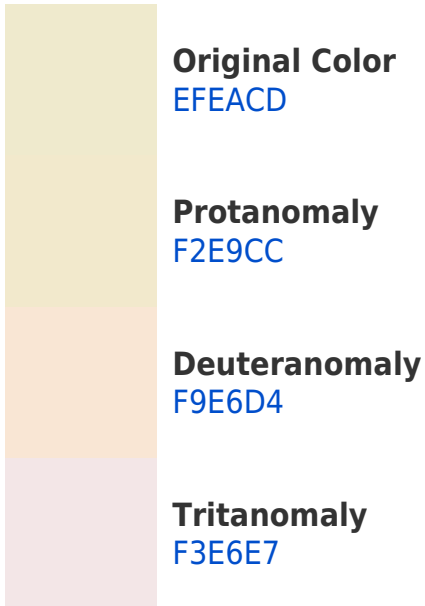 Original Color
EFEACD
Protanomaly
F2E9CC
Deuteranomaly
F9E6D4
Tritanomaly
F3E6E7